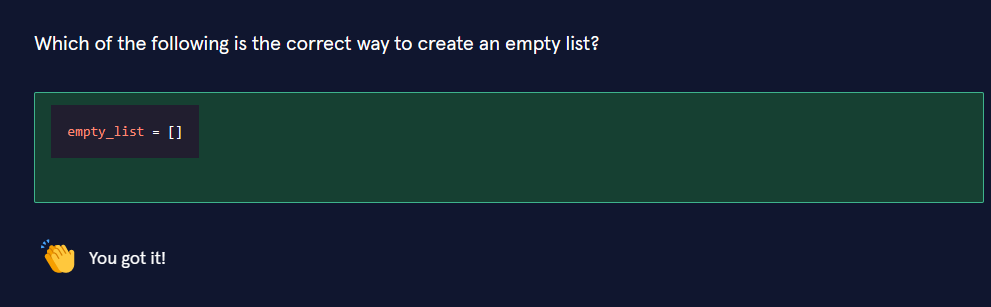 Which of the following is the correct way to create an empty list?
empty_list = []
You got it!